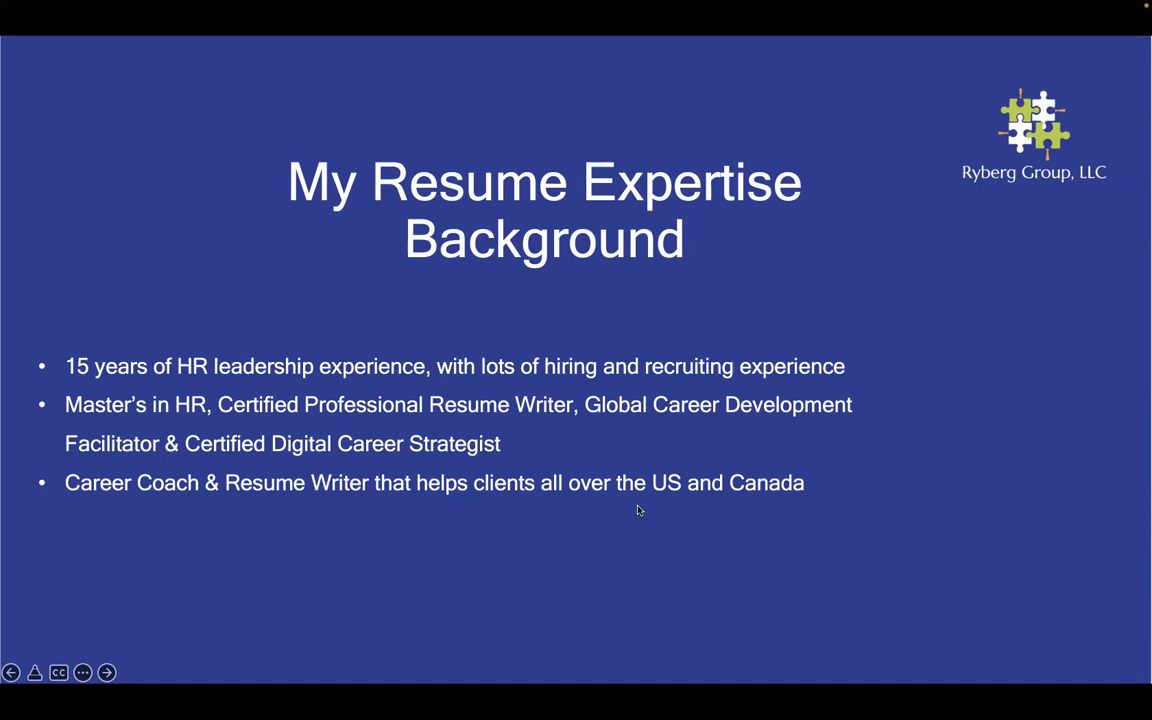 Ryberg Group, LLC
My Resume Expertise
Background
• 15 years of HR leadership experience, with lots of hiring and recruiting experience
• Master’s in HR, Certified Professional Resume Writer, Global Career Development
Facilitator & Certified Digital Career Strategist
• Career Coach & Resume Writer that helps clients all over the US and Canada
CC